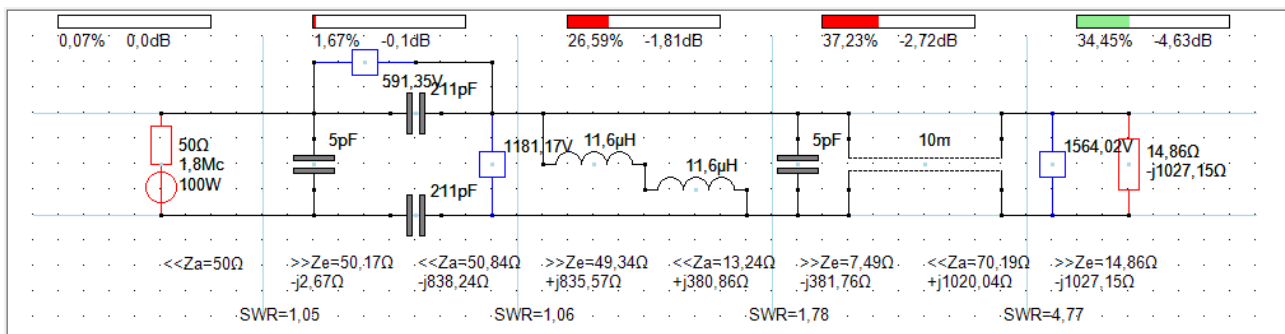 0,07% 0,0dB
1,67% -0,1dB
26,59% -1,81dB
37,23% -2,72dB
34,45% -4,63dB
591,35V
211pF
50Ω
1,8Mc
100W
5pF
1181,17V
11,6µH
11,6µH
5pF
10m
1564,02V
14,86Ω
-j1027,15Ω
211pF
<<Za=50Ω
>>Ze=50,17Ω
-j2,67Ω
<<Za=50,84Ω
-j838,24Ω
>>Ze=49,34Ω
+j835,57Ω
<<Za=13,24Ω
+j380,86Ω
>>Ze=7,49Ω
-j381,76Ω
<<Za=70,19Ω
+j1020,04Ω
>>Ze=14,86Ω
-j1027,15Ω
SWR=1,05
SWR=1,06
SWR=1,78
SWR=4,77